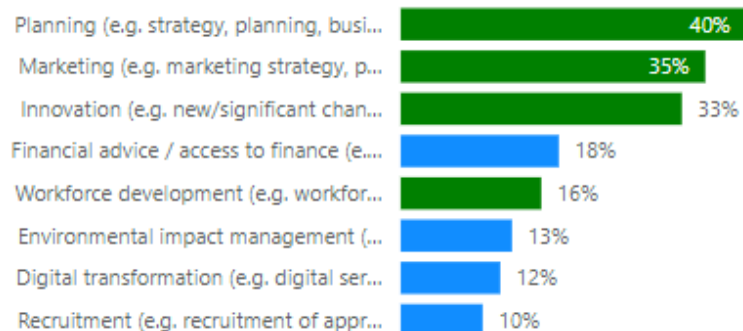 Planning (e.g. strategy, planning, busi... 40%
Marketing (e.g. marketing strategy, p... 35%
Innovation (e.g. new/significant chan... 33%
Financial advice / access to finance (e.... 18%
Workforce development (e.g. workfor... 16%
Environmental impact management (... 13%
Digital transformation (e.g. digital ser... 12%
Recruitment (e.g. recruitment of appr... 10%